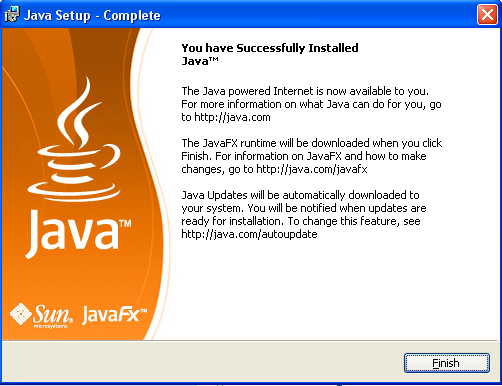 Java Setup - Complete
You have Successfully Installed
Java™
The Java powered Internet is now available to you.
For more information on what Java can do for you, go
to http://java.com
The JavaFX runtime will be downloaded when you click
Finish. For information on JavaFX and how to make
changes, go to http://java.com/javafx
Java Updates will be automatically downloaded to
your system. You will be notified when updates are
ready for installation. To change this feature, see
http://java.com/autoupdate
Java™
Sun microsystems
JavaFx™
Finish